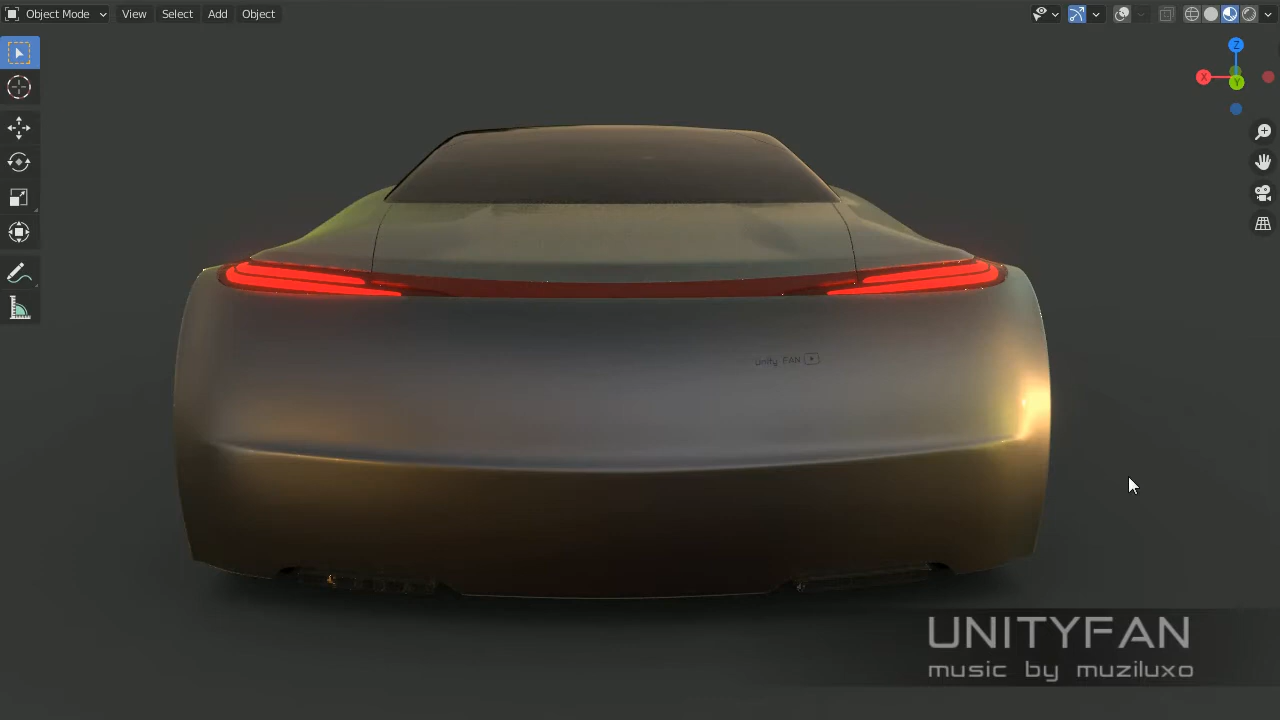 Object Mode View Select Add Object
Z
X
Y
unity FAN
UNITYFAN
music by muziluxo